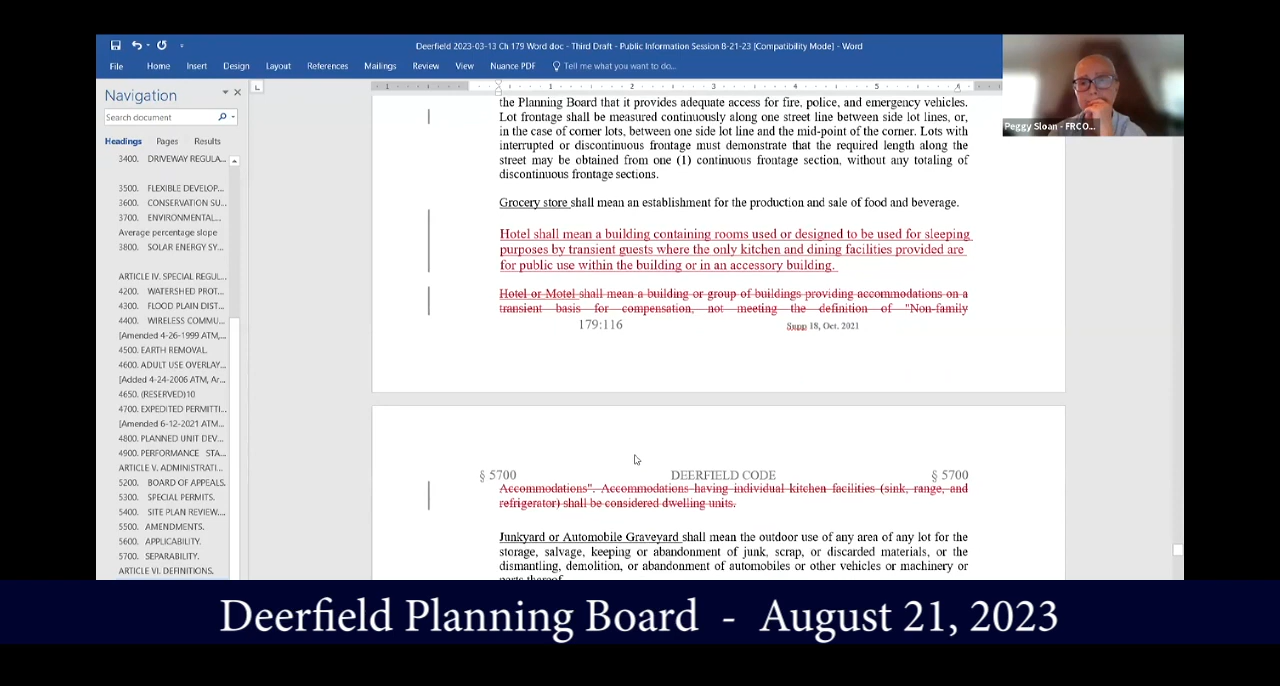 Deerfield 2023-03-13 Ch 179 Word doc - Third Draft - Public Information Session 8-21-23 [Compatibility Mode] - Word
File Home Insert Design Layout References Mailings Review View Nuance PDF Tell me what you want to do...
Navigation
Search document
Headings Pages Results
3400. DRIVEWAY REGULA...
3500. FLEXIBLE DEVELOP...
3600. CONSERVATION SU...
3700. ENVIRONMENTAL...
Average percentage slope
3800. SOLAR ENERGY SY...
ARTICLE IV. SPECIAL REGUL...
4200. WATERSHED PROT...
4300. FLOOD PLAIN DIST...
4400. WIRELESS COMMU...
[Amended 4-26-1999 ATM,...
4500. EARTH REMOVAL.
4600. ADULT USE OVERLAY...
[Added 4-24-2006 ATM, Ar...
4650. (RESERVED)10
4700. EXPEDITED PERMITTI...
[Amended 6-12-2021 ATM...
4800. PLANNED UNIT DEV...
4900. PERFORMANCE STA...
ARTICLE V. ADMINISTRATI...
5200. BOARD OF APPEALS.
5300. SPECIAL PERMITS.
5400. SITE PLAN REVIEW....
5500. AMENDMENTS.
5600. APPLICABILITY.
5700. SEPARABILITY.
ARTICLE VI. DEFINITIONS.
1 1 2 3 4 5
the Planning Board that it provides adequate access for fire, police, and emergency vehicles.
Lot frontage shall be measured continuously along one street line between side lot lines, or,
in the case of corner lots, between one side lot line and the mid-point of the corner. Lots with
interrupted or discontinuous frontage must demonstrate that the required length along the
street may be obtained from one (1) continuous frontage section, without any totaling of
discontinuous frontage sections.
Grocery store shall mean an establishment for the production and sale of food and beverage.
Hotel shall mean a building containing rooms used or designed to be used for sleeping
purposes by transient guests where the only kitchen and dining facilities provided are
for public use within the building or in an accessory building.
Hotel or Motel shall mean a building or group of buildings providing accommodations on a
transient basis for compensation, not meeting the definition of "Non-family
179:116 Supp 18, Oct. 2021
§ 5700 DEERFIELD CODE § 5700
Accommodations". Accommodations having individual kitchen facilities (sink, range, and
refrigerator) shall be considered dwelling units.
Junkyard or Automobile Graveyard shall mean the outdoor use of any area of any lot for the
storage, salvage, keeping or abandonment of junk, scrap, or discarded materials, or the
dismantling, demolition, or abandonment of automobiles or other vehicles or machinery or
parts thereof.
Peggy Sloan - FRCO...
Deerfield Planning Board - August 21, 2023